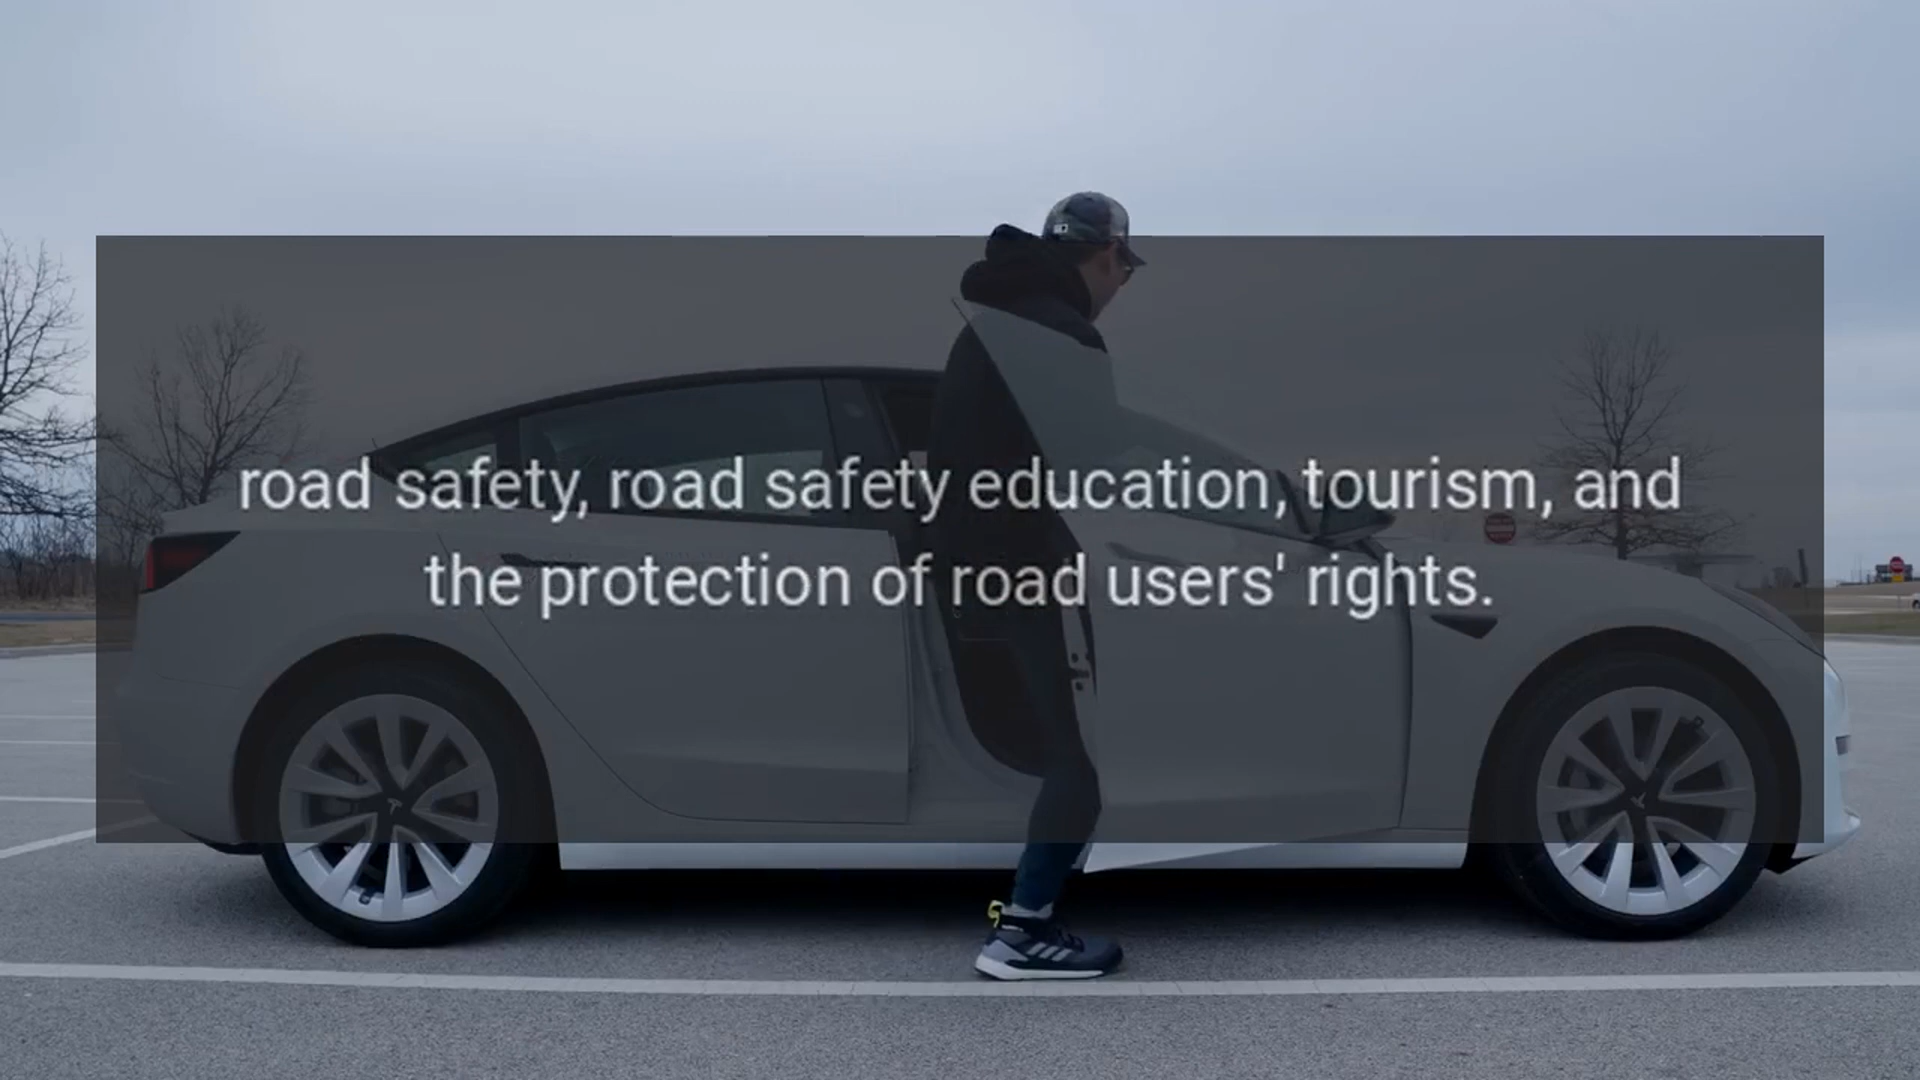 road safety, road safety education, tourism, and
the protection of road users' rights.